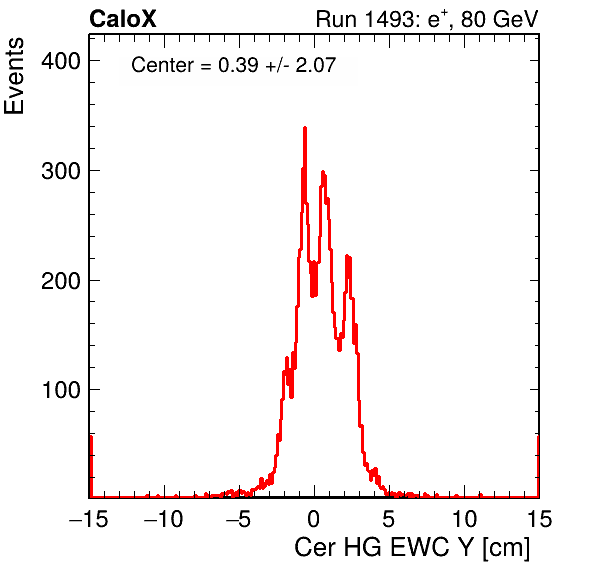 CaloX Run 1493: e⁺, 80 GeV
Events
Center = 0.39 +/- 2.07
400
300
200
100
−15 −10 −5 0 5 10 15
Cer HG EWC Y [cm]